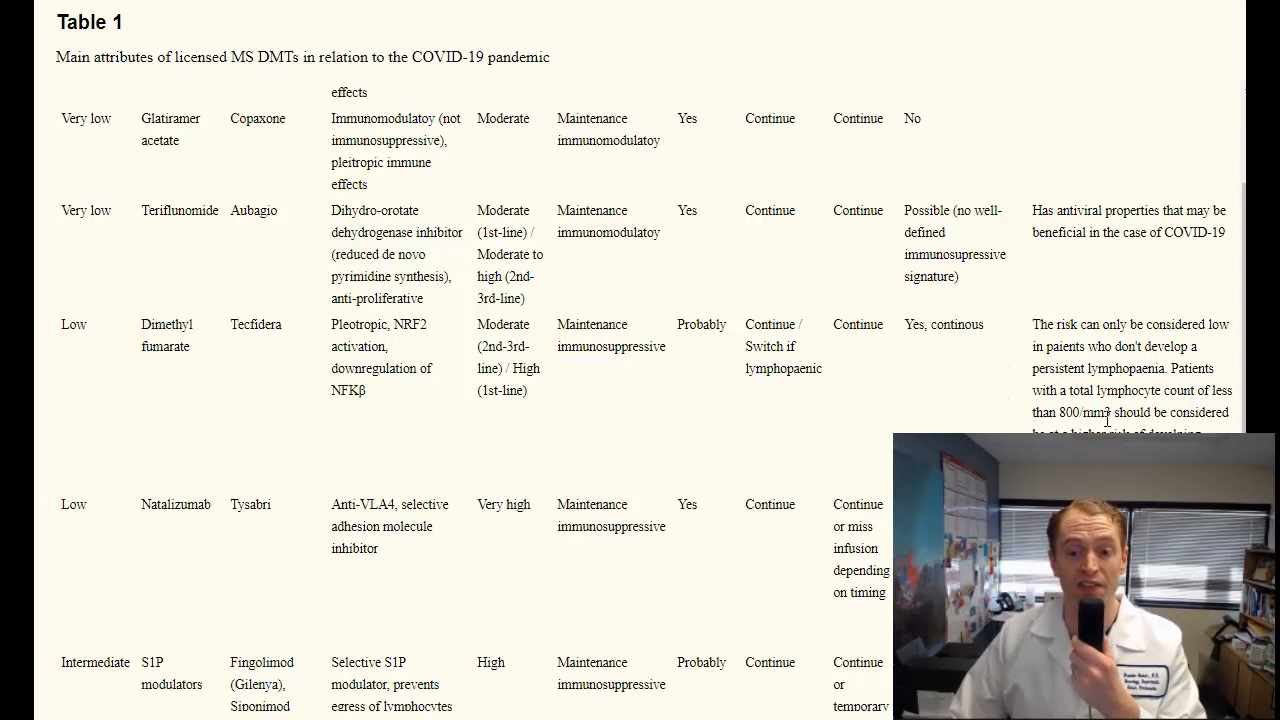 Table 1
Main attributes of licensed MS DMTs in relation to the COVID-19 pandemic
effects
Very low Glatiramer Copaxone Immunomodulatoy (not Moderate Maintenance Yes Continue Continue No
acetate immunosuppressive), immunomodulatoy
pleitropic immune
effects
Very low Teriflunomide Aubagio Dihydro-orotate Moderate Maintenance Yes Continue Continue Possible (no well- Has antiviral properties that may be
dehydrogenase inhibitor (1st-line) / immunomodulatoy defined beneficial in the case of COVID-19
(reduced de novo Moderate to immunosupressive
pyrimidine synthesis), high (2nd- signature)
anti-proliferative 3rd-line)
Low Dimethyl Tecfidera Pleotropic, NRF2 Moderate Maintenance Probably Continue / Continue Yes, continous The risk can only be considered low
fumarate activation, (2nd-3rd- immunosuppressive Switch if in paients who don't develop a
downregulation of line) / High lymphopaenic persistent lymphopaenia. Patients
NFKβ (1st-line) with a total lymphocyte count of less
than 800/mm3 should be considered
Low Natalizumab Tysabri Anti-VLA4, selective Very high Maintenance Yes Continue Continue
adhesion molecule immunosuppressive or miss
inhibitor infusion
depending
on timing
Intermediate S1P Fingolimod Selective S1P High Maintenance Probably Continue Continue
modulators (Gilenya), modulator, prevents immunosuppressive or
Siponimod egress of lymphocytes temporary